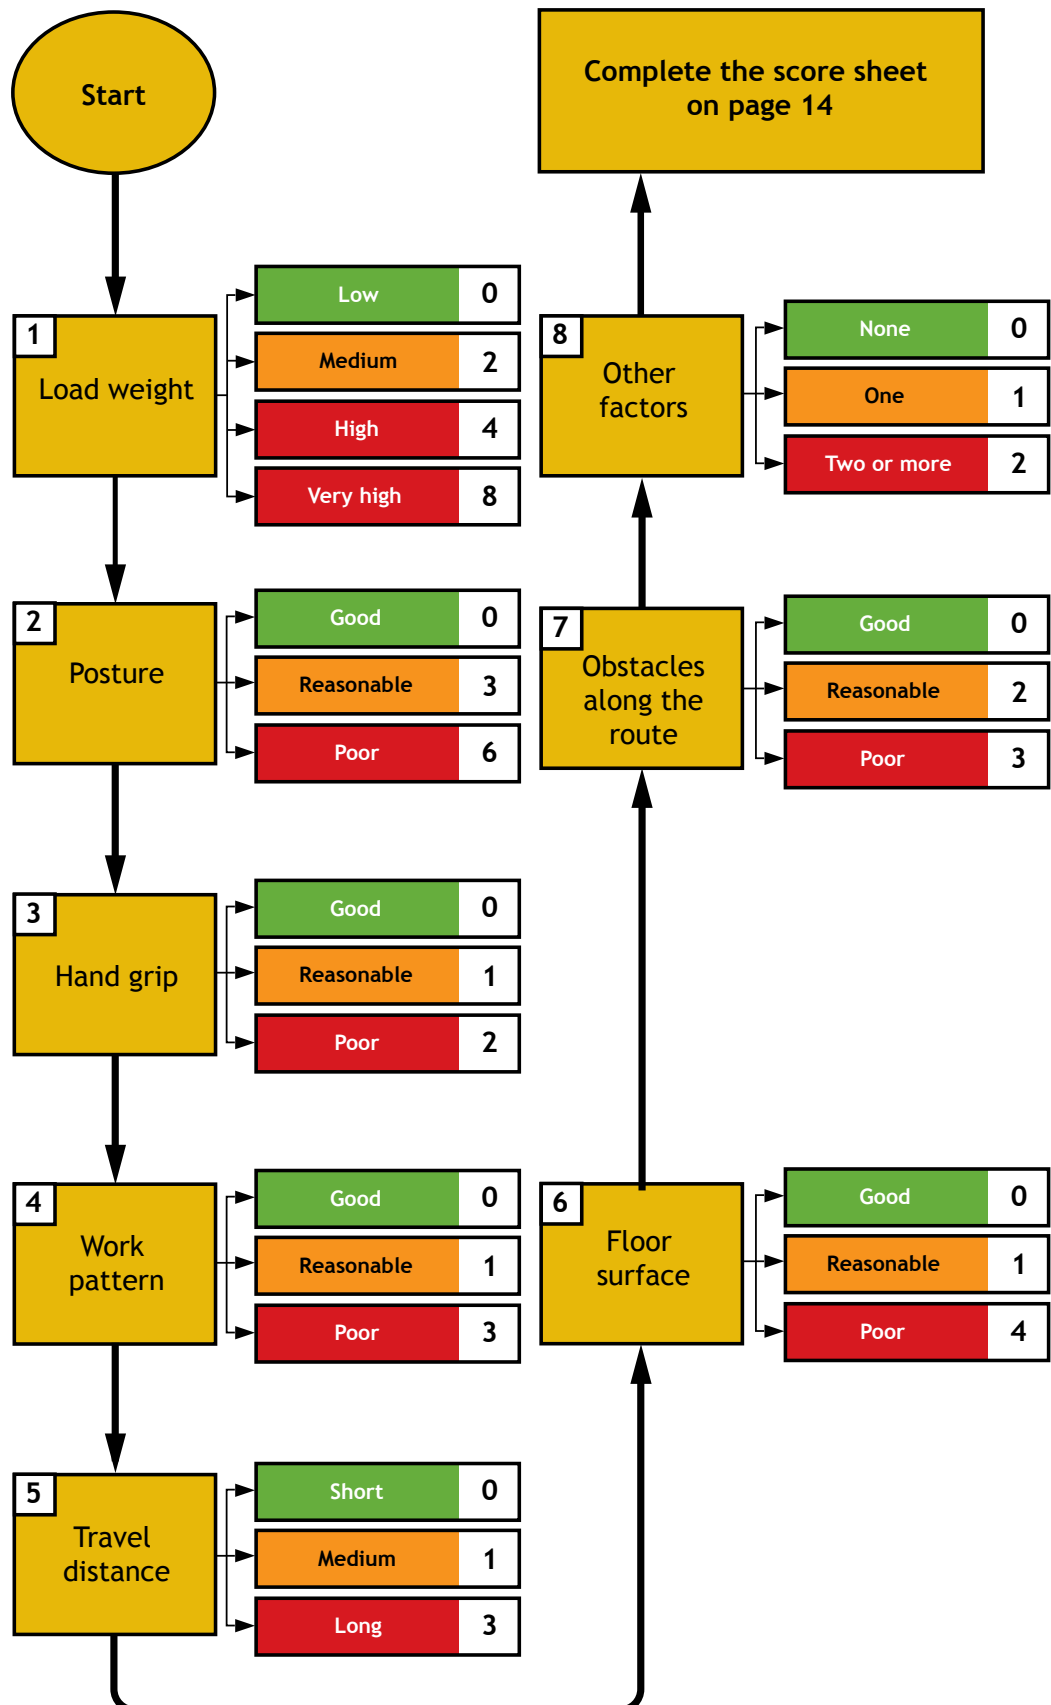 Start
1
Load weight
Low 0
Medium 2
High 4
Very high 8
2
Posture
Good 0
Reasonable 3
Poor 6
3
Hand grip
Good 0
Reasonable 1
Poor 2
4
Work
pattern
Good 0
Reasonable 1
Poor 3
5
Travel
distance
Short 0
Medium 1
Long 3
6
Floor
surface
Good 0
Reasonable 1
Poor 4
7
Obstacles
along the
route
Good 0
Reasonable 2
Poor 3
8
Other
factors
None 0
One 1
Two or more 2
Complete the score sheet
on page 14